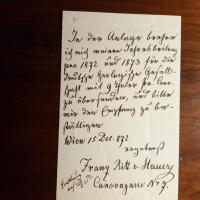 In der Anlage beehre
ich mich meinen Jahresbeitrag
pro 1872 und 1873 für die
deutsche geologische Gesell-
schaft mit 9 Thaler
zu übersenden, und bitte
mir den Empfang zu be-
stättigen
Wien 15 Dec. 872
ergebenst
Franz Ritt v. Hauer
Canovagasse N° 7.